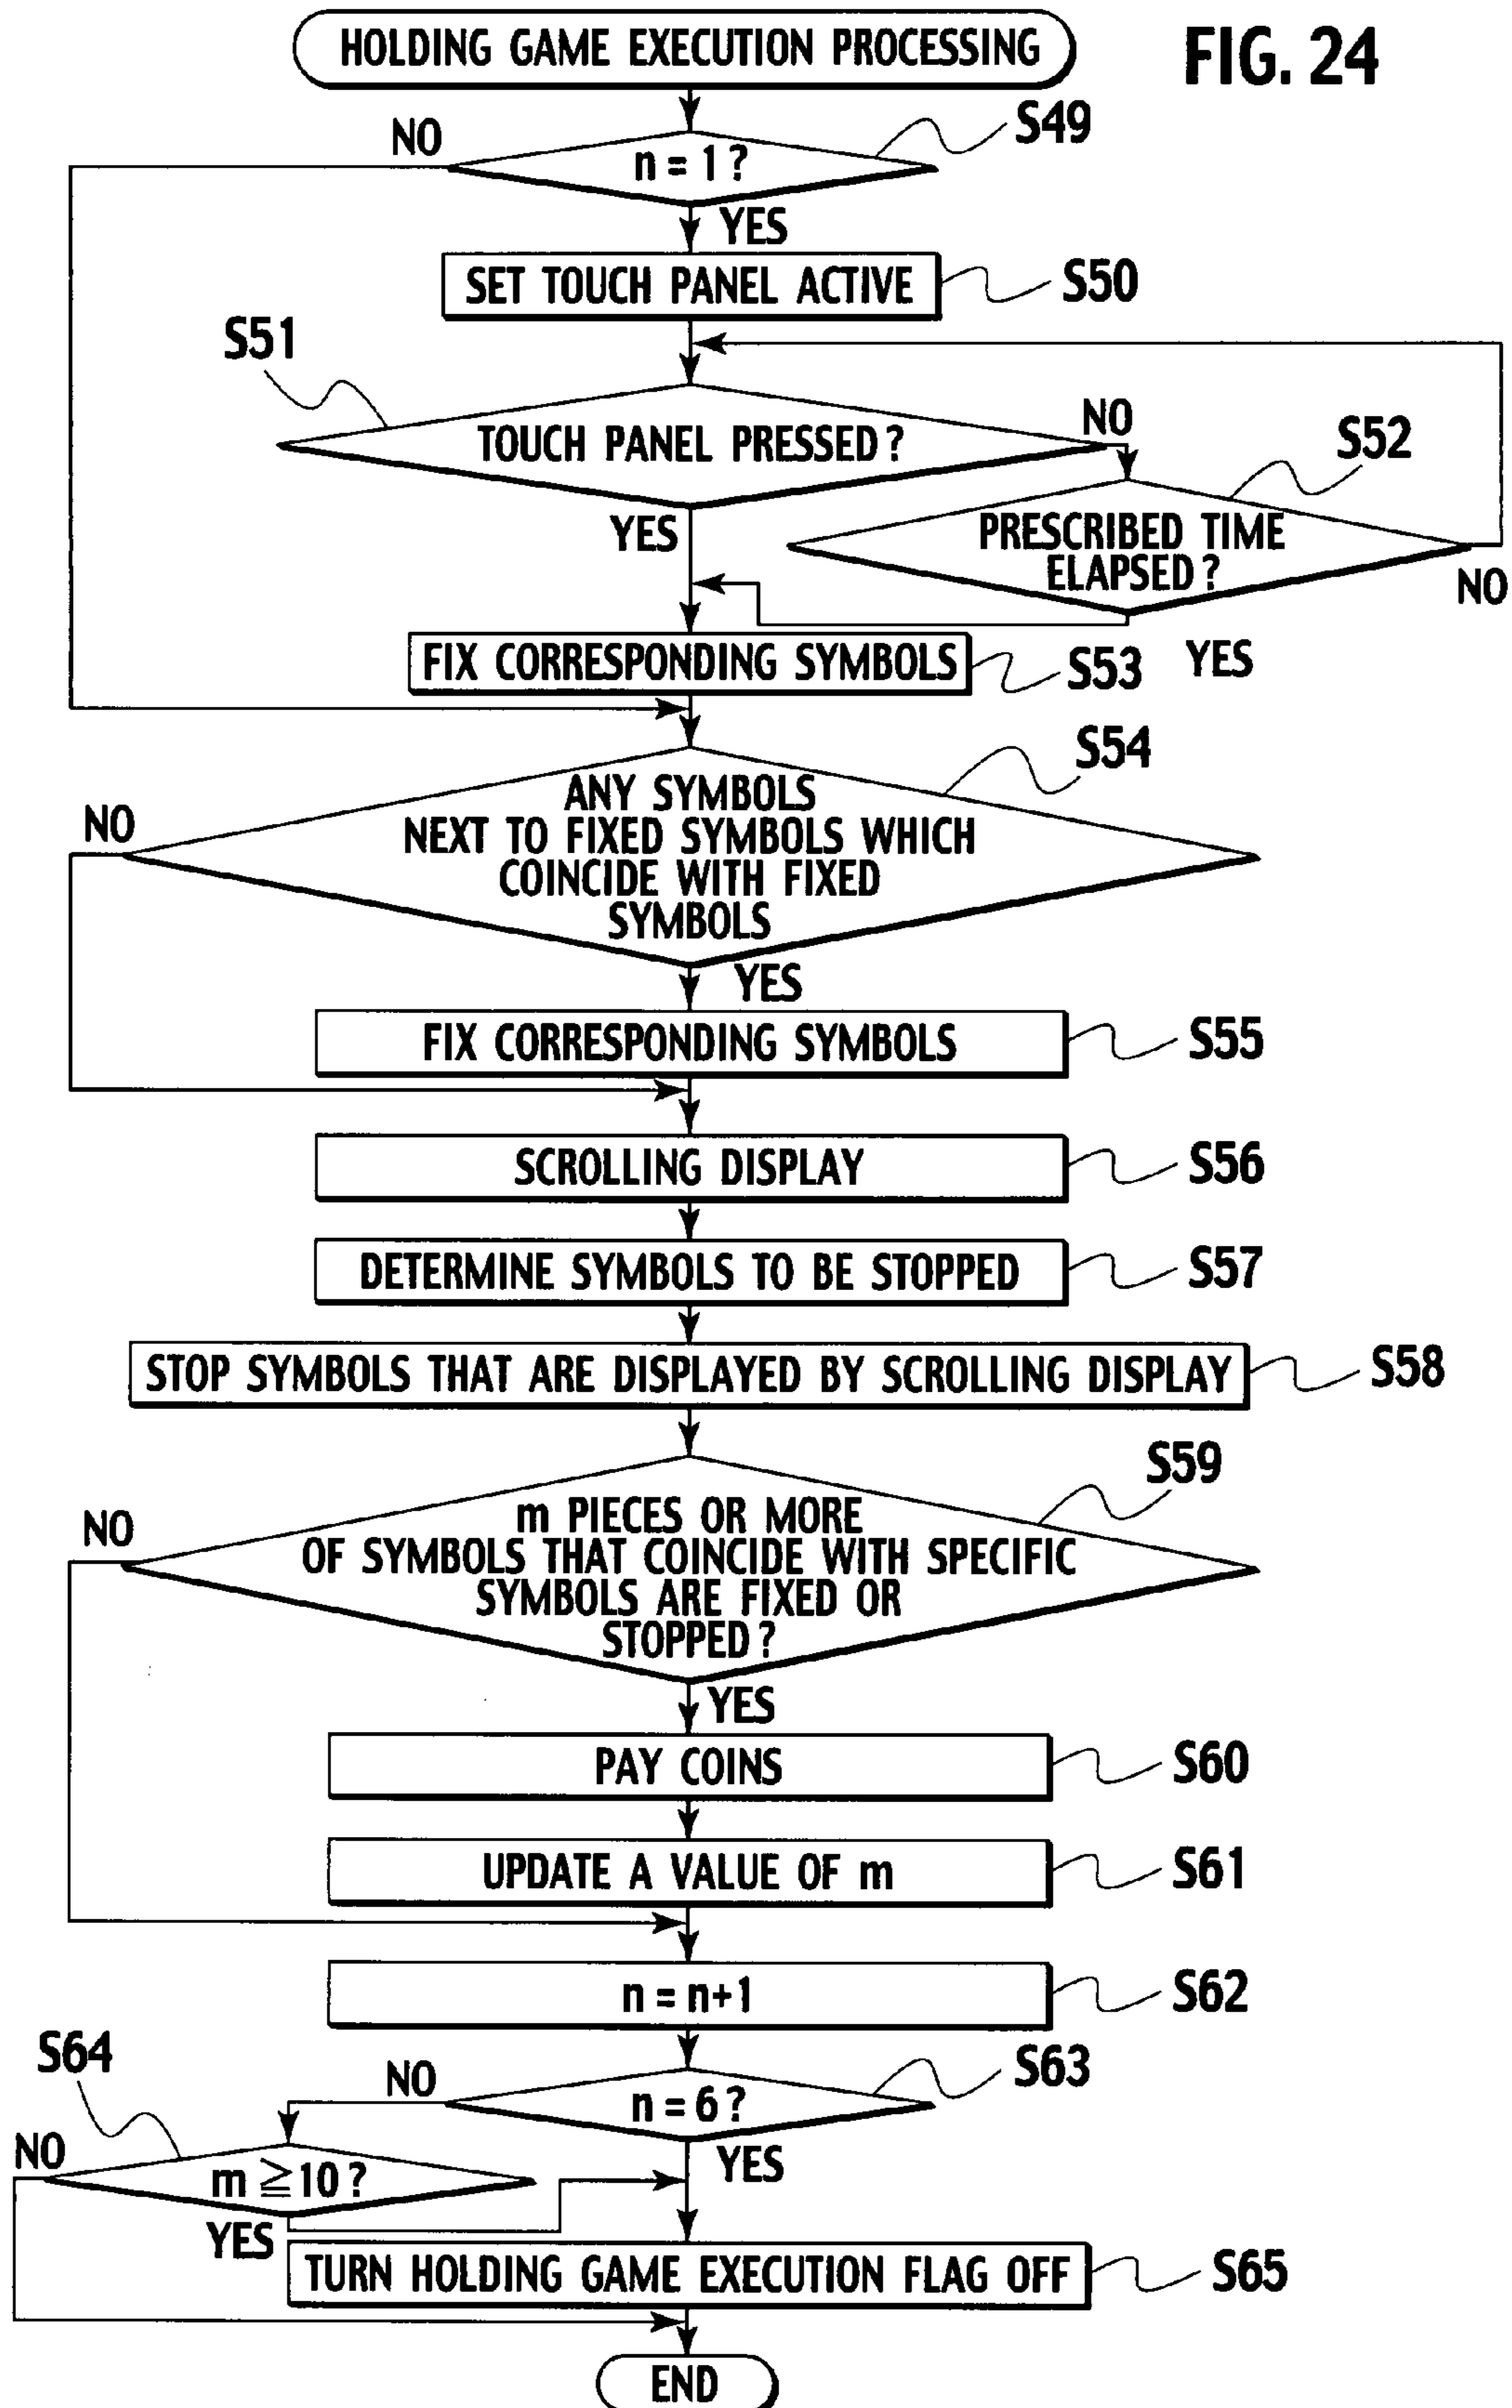 HOLDING GAME EXECUTION PROCESSING
FIG. 24
S49
NO
n = 1?
YES
SET TOUCH PANEL ACTIVE
S50
S51
TOUCH PANEL PRESSED?
NO
S52
YES
PRESCRIBED TIME
ELAPSED?
NO
FIX CORRESPONDING SYMBOLS
S53
YES
S54
ANY SYMBOLS
NO
NEXT TO FIXED SYMBOLS WHICH
COINCIDE WITH FIXED
SYMBOLS
YES
FIX CORRESPONDING SYMBOLS
S55
SCROLLING DISPLAY
S56
DETERMINE SYMBOLS TO BE STOPPED
S57
STOP SYMBOLS THAT ARE DISPLAYED BY SCROLLING DISPLAY
S58
S59
NO
m PIECES OR MORE
OF SYMBOLS THAT COINCIDE WITH SPECIFIC
SYMBOLS ARE FIXED OR
STOPPED?
YES
PAY COINS
S60
UPDATE A VALUE OF m
S61
n = n+1
S62
S64
NO
S63
n = 6?
NO
YES
m ≧ 10?
YES
TURN HOLDING GAME EXECUTION FLAG OFF
S65
END